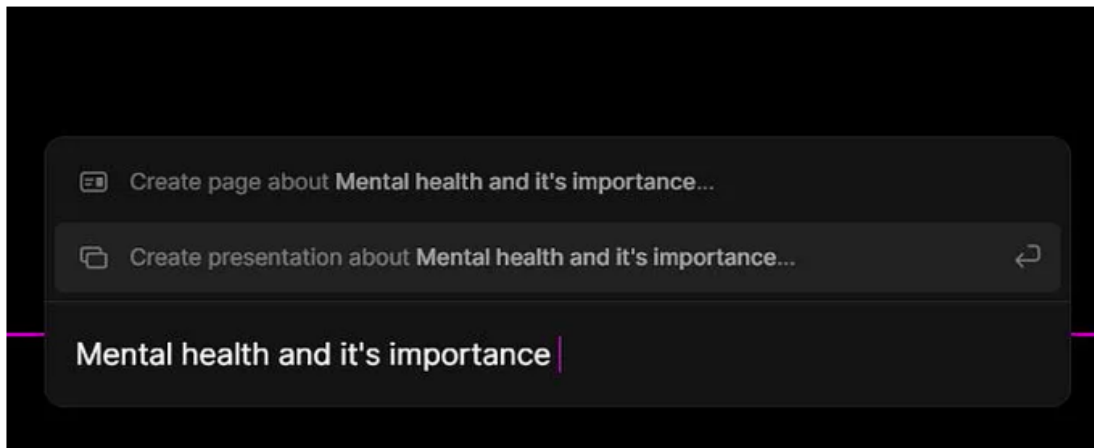 Create page about Mental health and it's importance...
Create presentation about Mental health and it's importance...
Mental health and it's importance